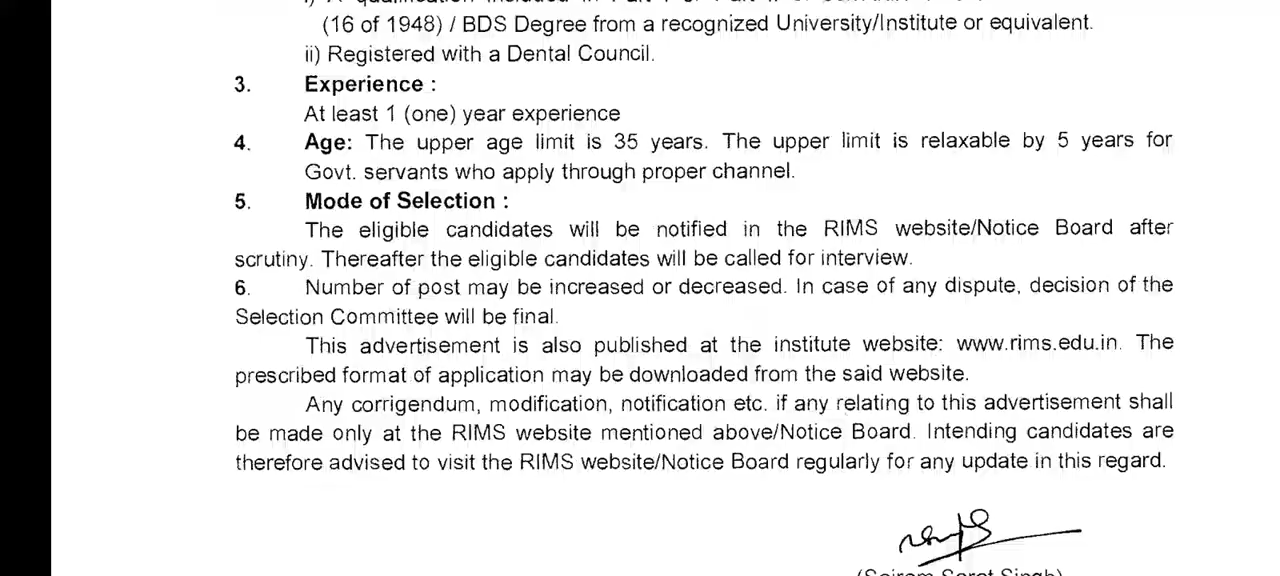 (16 of 1948) / BDS Degree from a recognized University/Institute or equivalent.
ii) Registered with a Dental Council.
3. Experience :
At least 1 (one) year experience
4. Age: The upper age limit is 35 years. The upper limit is relaxable by 5 years for
Govt. servants who apply through proper channel.
5. Mode of Selection :
The eligible candidates will be notified in the RIMS website/Notice Board after
scrutiny. Thereafter the eligible candidates will be called for interview.
6. Number of post may be increased or decreased. In case of any dispute, decision of the
Selection Committee will be final.
This advertisement is also published at the institute website: www.rims.edu.in. The
prescribed format of application may be downloaded from the said website.
Any corrigendum, modification, notification etc. if any relating to this advertisement shall
be made only at the RIMS website mentioned above/Notice Board. Intending candidates are
therefore advised to visit the RIMS website/Notice Board regularly for any update in this regard.